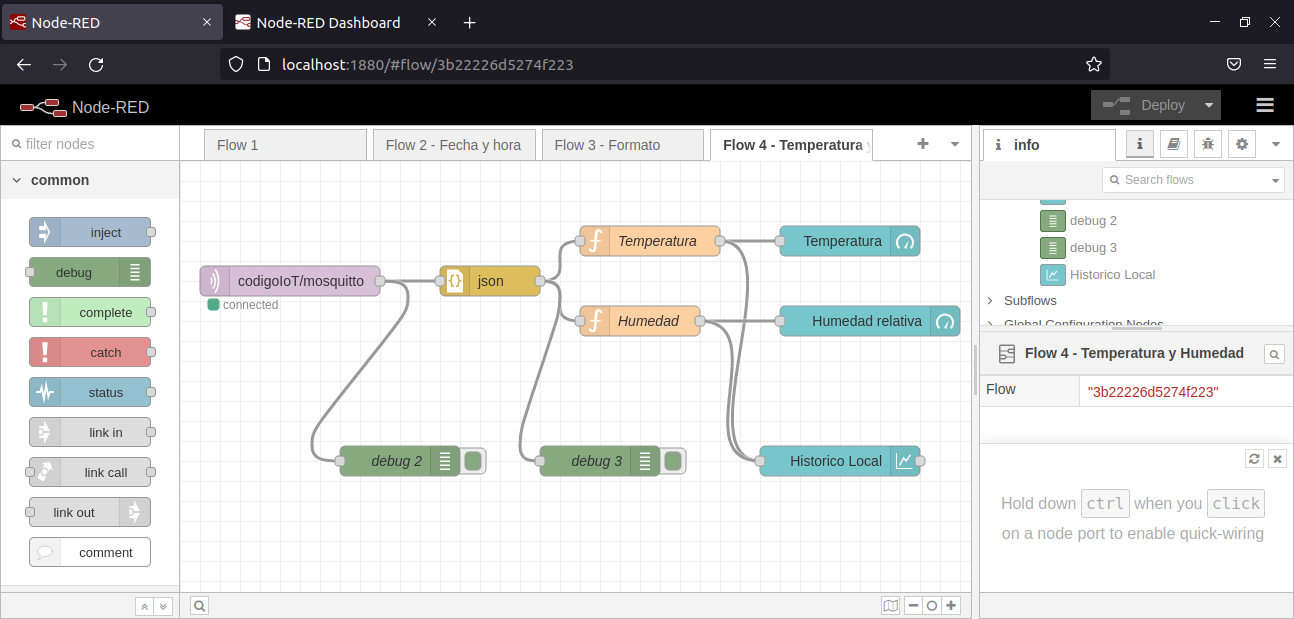 Node-RED
Node-RED Dashboard
localhost:1880/#flow/3b22226d5274f223
Node-RED
Deploy
filter nodes
Flow 1
Flow 2 - Fecha y hora
Flow 3 - Formato
Flow 4 - Temperatura y
info
common
Search flows
inject
debug
complete
catch
status
link in
link call
link out
comment
codigoIoT/mosquitto
connected
json
Temperatura
Humedad
Temperatura
Humedad relativa
debug 2
debug 3
Historico Local
debug 2
debug 3
Historico Local
Subflows
Global Configuration Nodes
Flow 4 - Temperatura y Humedad
Flow
"3b22226d5274f223"
Hold down ctrl when you click
on a node port to enable quick-wiring